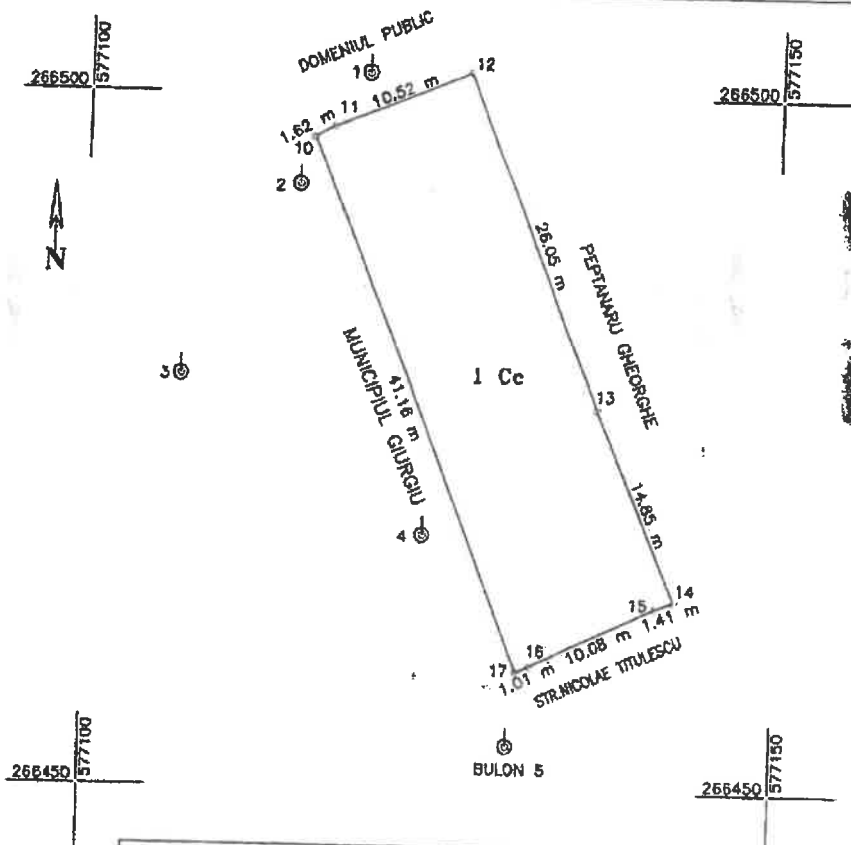 DOMENIUL PUBLIC
577100
266500
577150
266500
1
12
11
10.52 m
1.62 m
10
2
N
26.05 m
PEPTANARU GHEORGHE
3
MUNICIPIUL GIURGIU
41.16 m
1 Cc
13
4
14.85 m
14
15
1.41 m
10.08 m
16
17
1.01 m
STR.NICOLAE TITULESCU
BULON 5
577100
266450
577150
266450